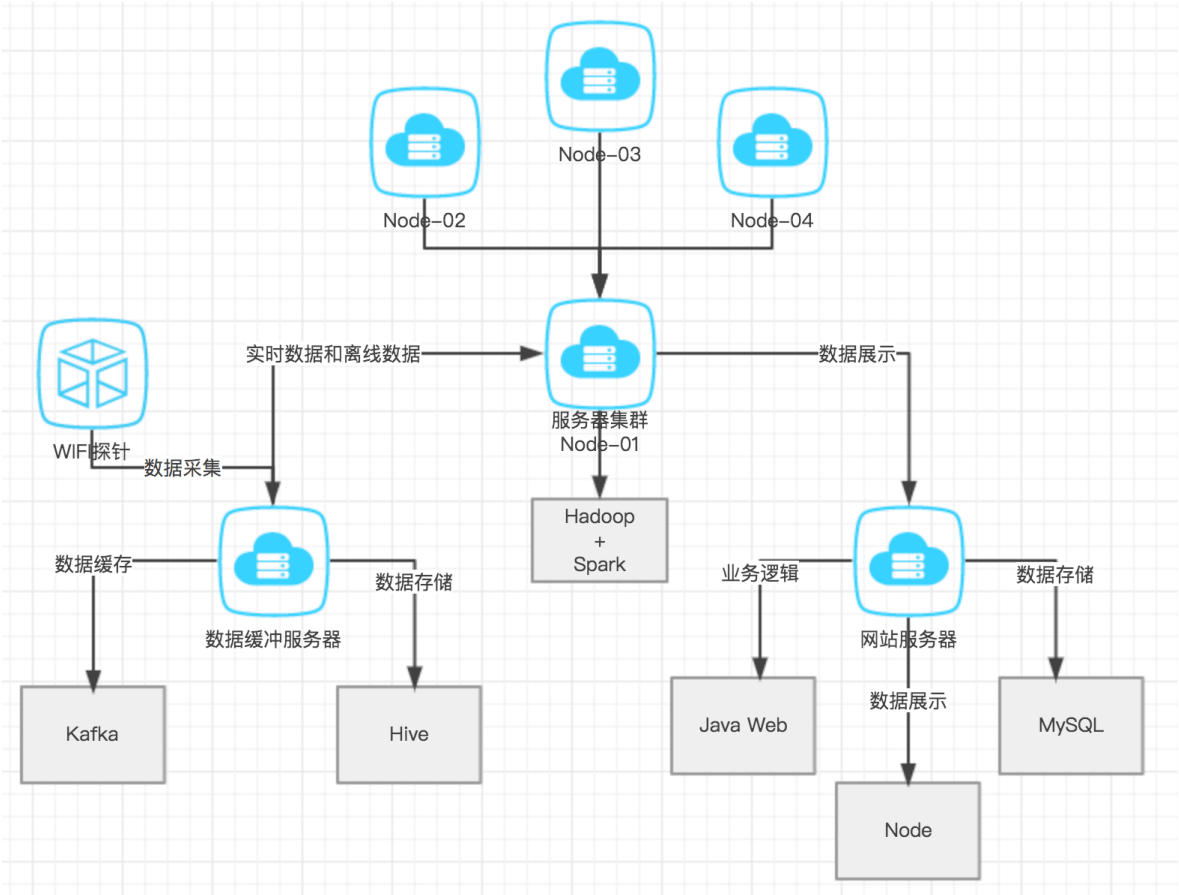 Node-03
Node-02
Node-04
实时数据和离线数据
数据展示
服务器集群
Node-01
WIFI探针
数据采集
Hadoop
+
Spark
数据缓存
数据存储
业务逻辑
数据存储
数据缓冲服务器
网站服务器
数据展示
Kafka
Hive
Java Web
MySQL
Node